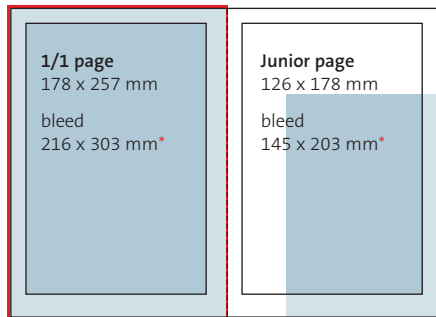 1/1 page
178 x 257 mm
bleed
216 x 303 mm*
Junior page
126 x 178 mm
bleed
145 x 203 mm*